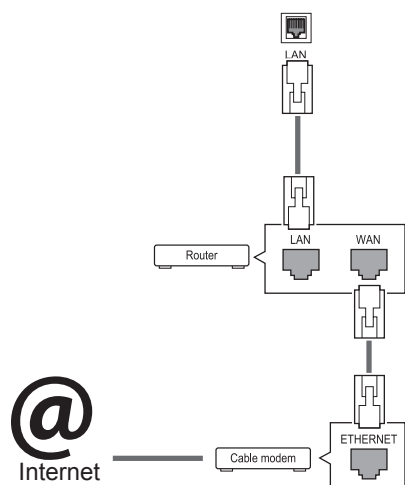 LAN
LAN WAN
Router
ETHERNET
@
Internet
Cable modem